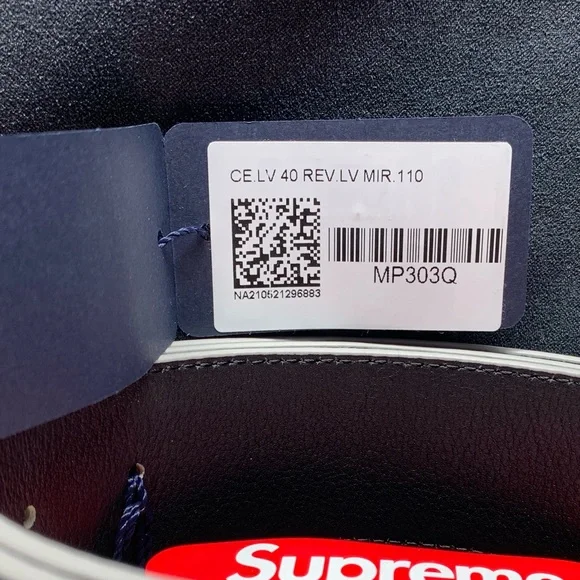 CE.LV 40 REV.LV MIR.110
NA210521296883
MP303Q
Supreme